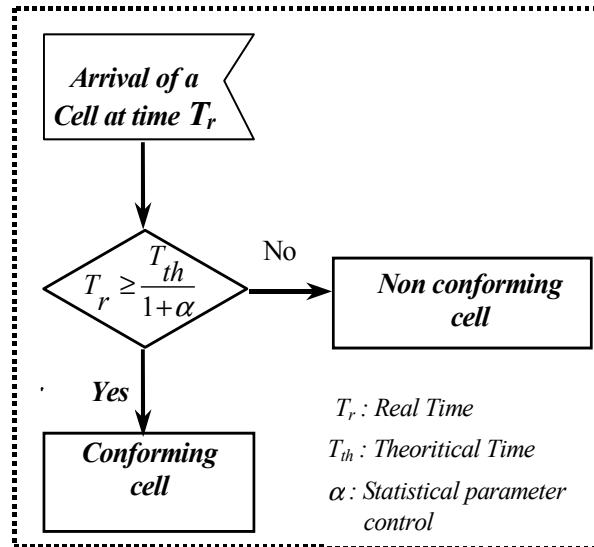 Arrival of a
Cell at time Tr
Tr ≥ Tth / 1+α
No
Non conforming
cell
Yes
Conforming
cell
Tr : Real Time
Tth : Theoritical Time
α : Statistical parameter
control